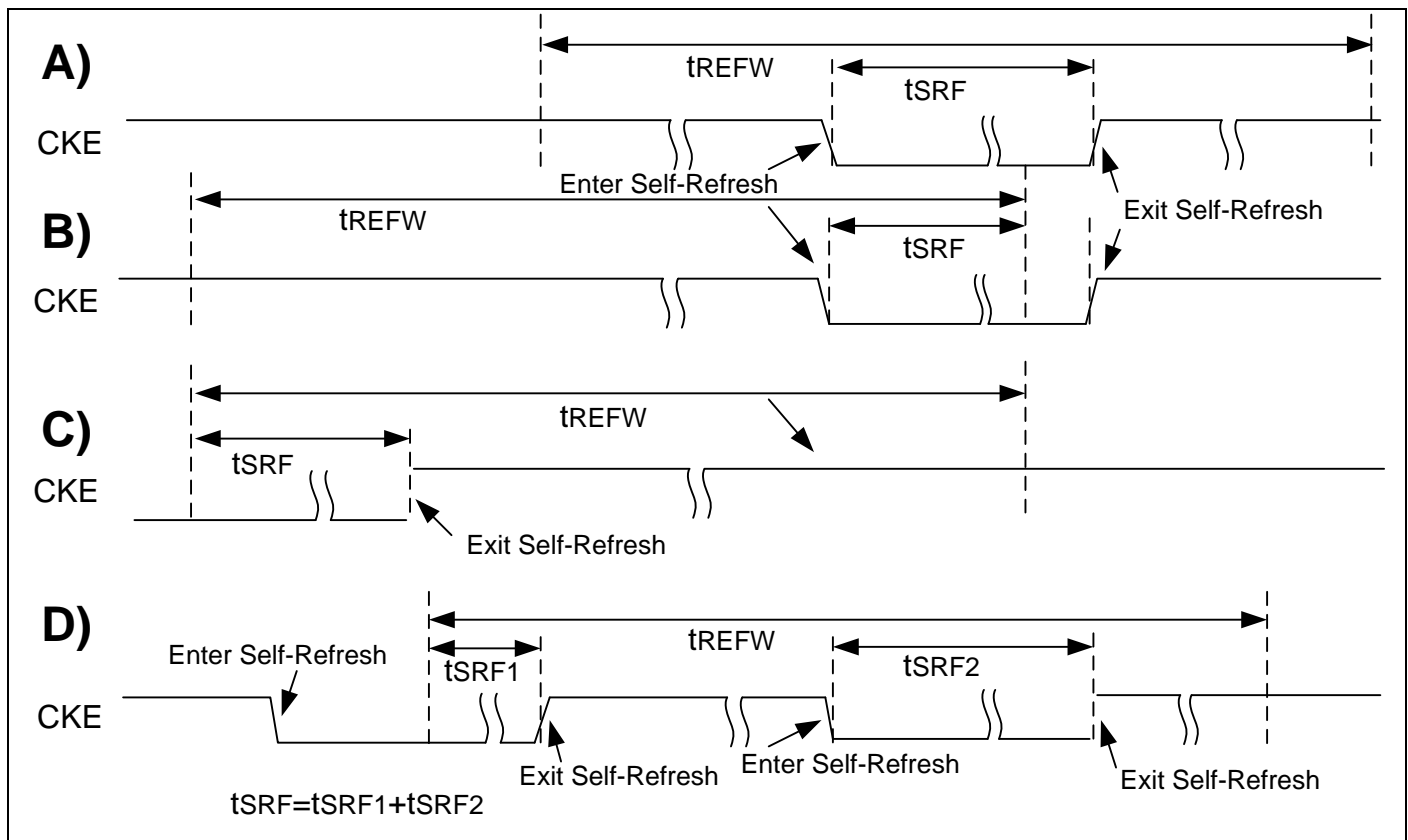 A)
tREFW
tSRF
CKE
Enter Self-Refresh
Exit Self-Refresh
B)
tREFW
tSRF
CKE
C)
tREFW
tSRF
CKE
Exit Self-Refresh
D)
tREFW
Enter Self-Refresh
tSRF1
tSRF2
CKE
Exit Self-Refresh
Enter Self-Refresh
Exit Self-Refresh
tSRF=tSRF1+tSRF2